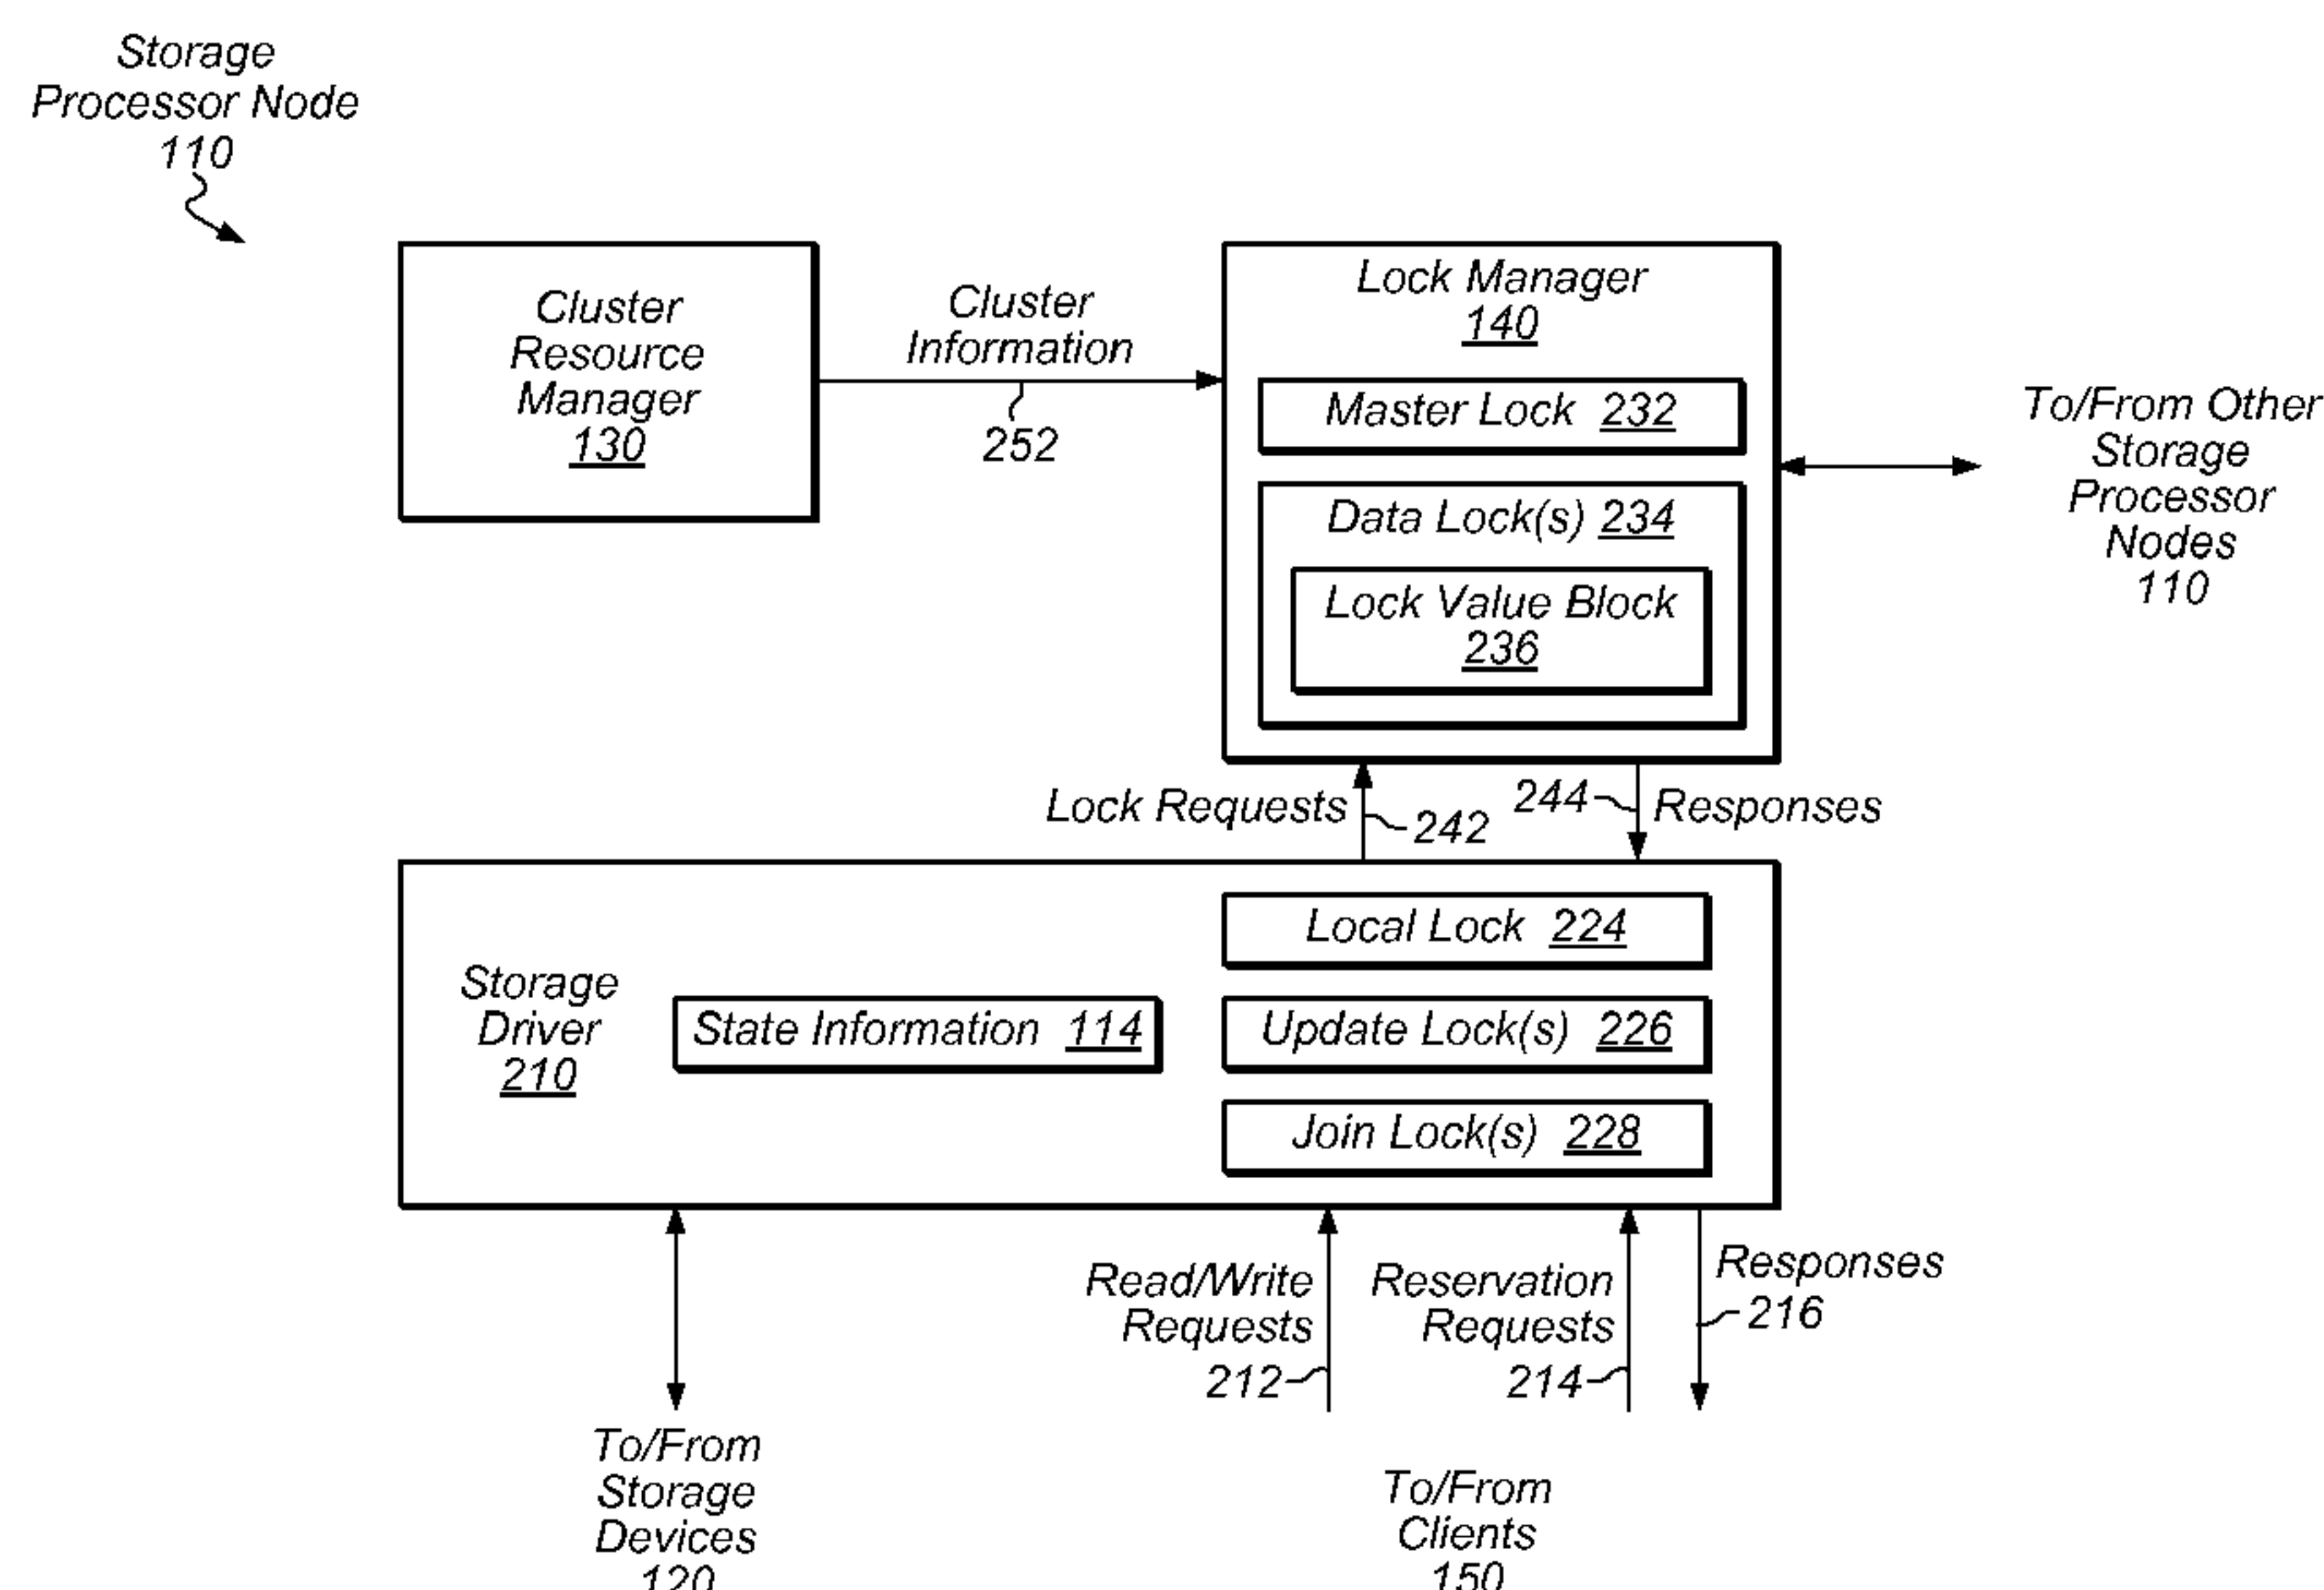 Storage
Processor Node
110
Cluster
Resource
Manager
130
Cluster
Information
252
Lock Manager
140
Master Lock 232
Data Lock(s) 234
Lock Value Block
236
To/From Other
Storage
Processor
Nodes
110
Lock Requests
242
244
Responses
Storage
Driver
210
State Information 114
Local Lock 224
Update Lock(s) 226
Join Lock(s) 228
Read/Write
Requests
212
Reservation
Requests
214
Responses
216
To/From
Storage
Devices
120
To/From
Clients
150